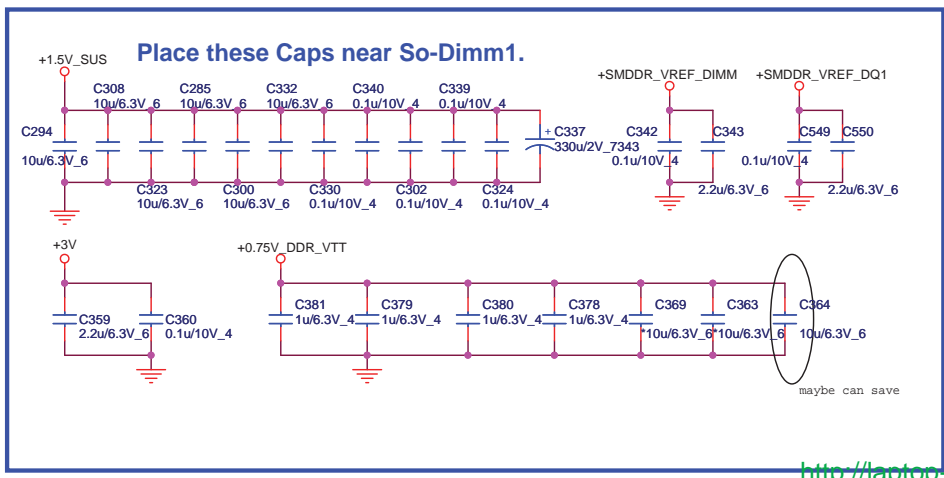 Place these Caps near So-Dimm1.
+1.5V_SUS
+SMDDR_VREF_DIMM
+SMDDR_VREF_DQ1
C308
10u/6.3V_6
C285
10u/6.3V_6
C332
10u/6.3V_6
C340
0.1u/10V_4
C339
0.1u/10V_4
C294
10u/6.3V_6
+ C337
330u/2V_7343
C342
0.1u/10V_4
C343
2.2u/6.3V_6
C549
0.1u/10V_4
C550
2.2u/6.3V_6
C323
10u/6.3V_6
C300
10u/6.3V_6
C330
0.1u/10V_4
C302
0.1u/10V_4
C324
0.1u/10V_4
+3V
+0.75V_DDR_VTT
C359
2.2u/6.3V_6
C360
0.1u/10V_4
C381
1u/6.3V_4
C379
1u/6.3V_4
C380
1u/6.3V_4
C378
1u/6.3V_4
C369
*10u/6.3V_6
C363
*10u/6.3V_6
C364
10u/6.3V_6
maybe can save
http://laptop-